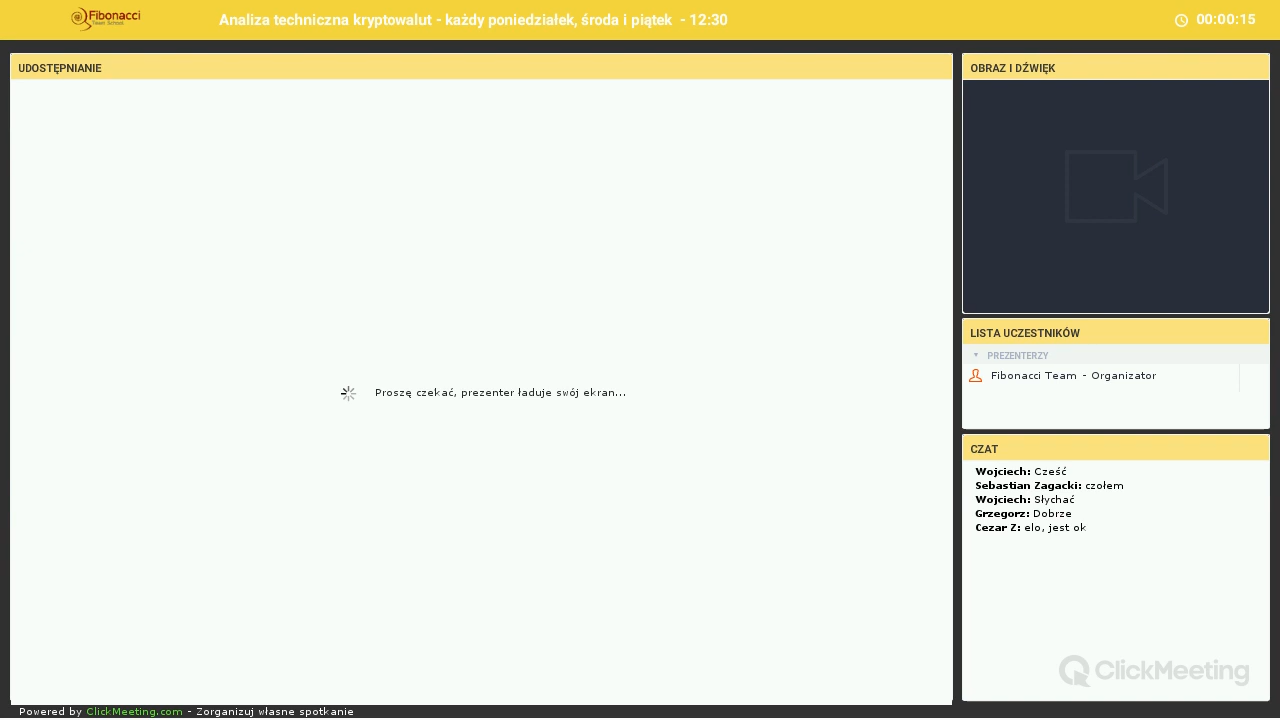 Fibonacci
Team School
Analiza techniczna kryptowalut - każdy poniedziałek, środa i piątek - 12:30
00:00:15
UDOSTĘPNIANIE
Proszę czekać, prezenter ładuje swój ekran...
OBRAZ I DŹWIĘK
LISTA UCZESTNIKÓW
PREZENTERZY
Fibonacci Team - Organizator
CZAT
Wojciech: Cześć
Sebastian Zagacki: czołem
Wojciech: Słychać
Grzegorz: Dobrze
Cezar Z: elo, jest ok
ClickMeeting
Powered by ClickMeeting.com - Zorganizuj własne spotkanie